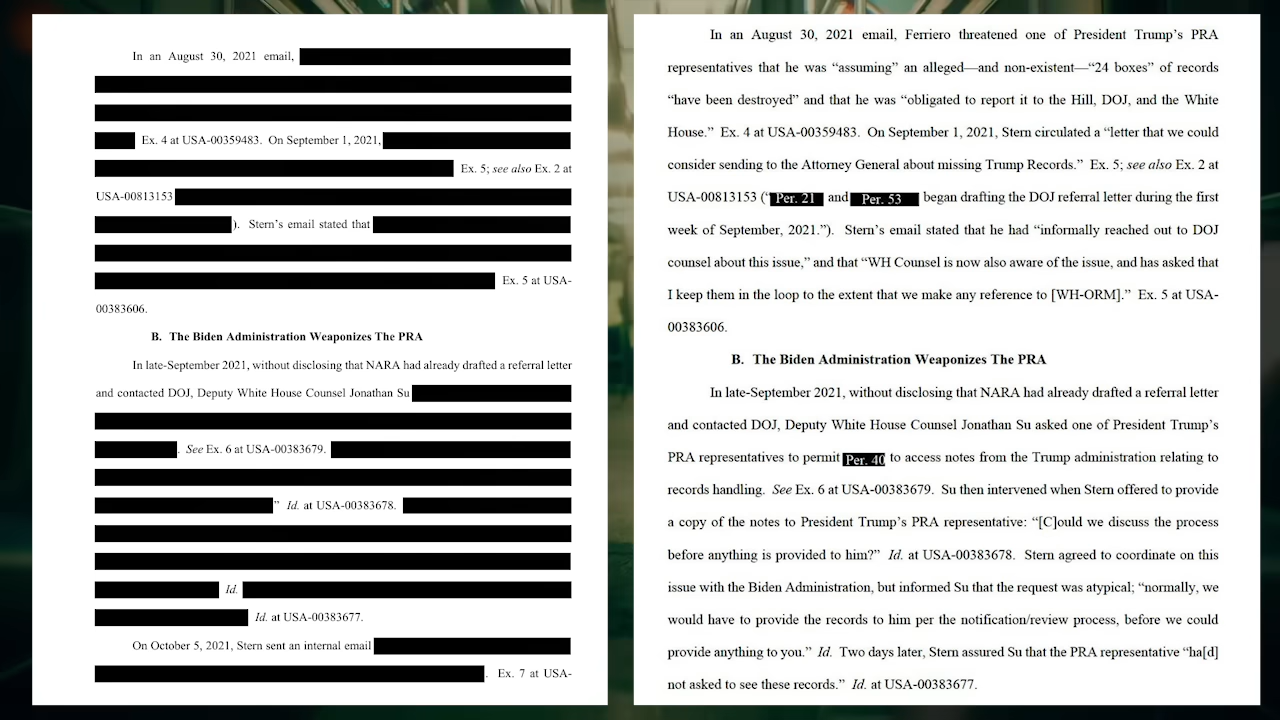 In an August 30, 2021 email,
Ex. 4 at USA-00359483. On September 1, 2021,
Ex. 5; see also Ex. 2 at
USA-00813153
). Stern's email stated that
Ex. 5 at USA-
00383606.
B. The Biden Administration Weaponizes The PRA
In late-September 2021, without disclosing that NARA had already drafted a referral letter
and contacted DOJ, Deputy White House Counsel Jonathan Su
. See Ex. 6 at USA-00383679.
” Id. at USA-00383678.
Id.
Id. at USA-00383677.
On October 5, 2021, Stern sent an internal email
. Ex. 7 at USA-
In an August 30, 2021 email, Ferriero threatened one of President Trump’s PRA
representatives that he was “assuming” an alleged—and non-existent—“24 boxes” of records
“have been destroyed” and that he was “obligated to report it to the Hill, DOJ, and the White
House.” Ex. 4 at USA-00359483. On September 1, 2021, Stern circulated a “letter that we could
consider sending to the Attorney General about missing Trump Records.” Ex. 5; see also Ex. 2 at
USA-00813153 (“ Per. 21 and Per. 53 began drafting the DOJ referral letter during the first
week of September, 2021.”). Stern’s email stated that he had “informally reached out to DOJ
counsel about this issue,” and that “WH Counsel is now also aware of the issue, and has asked that
I keep them in the loop to the extent that we make any reference to [WH-ORM].” Ex. 5 at USA-
00383606.
B. The Biden Administration Weaponizes The PRA
In late-September 2021, without disclosing that NARA had already drafted a referral letter
and contacted DOJ, Deputy White House Counsel Jonathan Su asked one of President Trump’s
PRA representatives to permit Per. 40 to access notes from the Trump administration relating to
records handling. See Ex. 6 at USA-00383679. Su then intervened when Stern offered to provide
a copy of the notes to President Trump’s PRA representative: “[C]ould we discuss the process
before anything is provided to him?” Id. at USA-00383678. Stern agreed to coordinate on this
issue with the Biden Administration, but informed Su that the request was atypical; “normally, we
would have to provide the records to him per the notification/review process, before we could
provide anything to you.” Id. Two days later, Stern assured Su that the PRA representative “ha[d]
not asked to see these records.” Id. at USA-00383677.